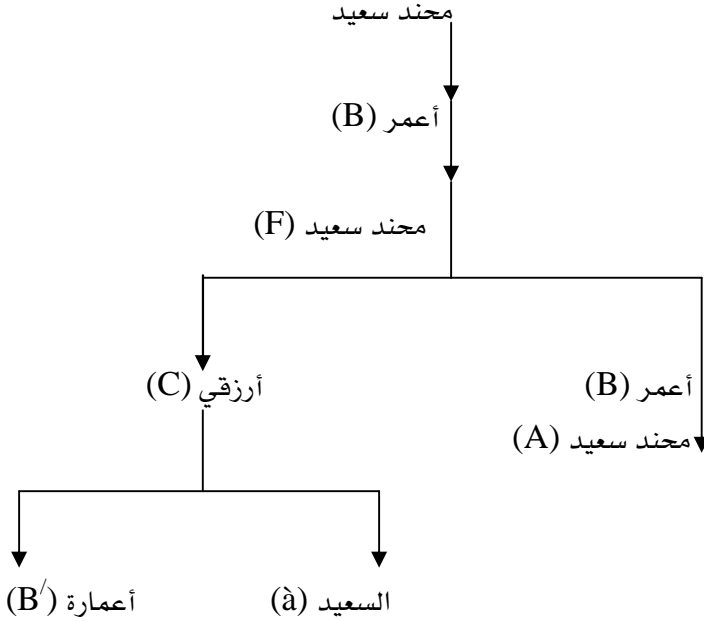 محند سعيد
أعمر (B)
محند سعيد (F)
أعمر (B)
أرزقي (C)
محند سعيد (A)
السعيد (à)
أعمارة (B/)